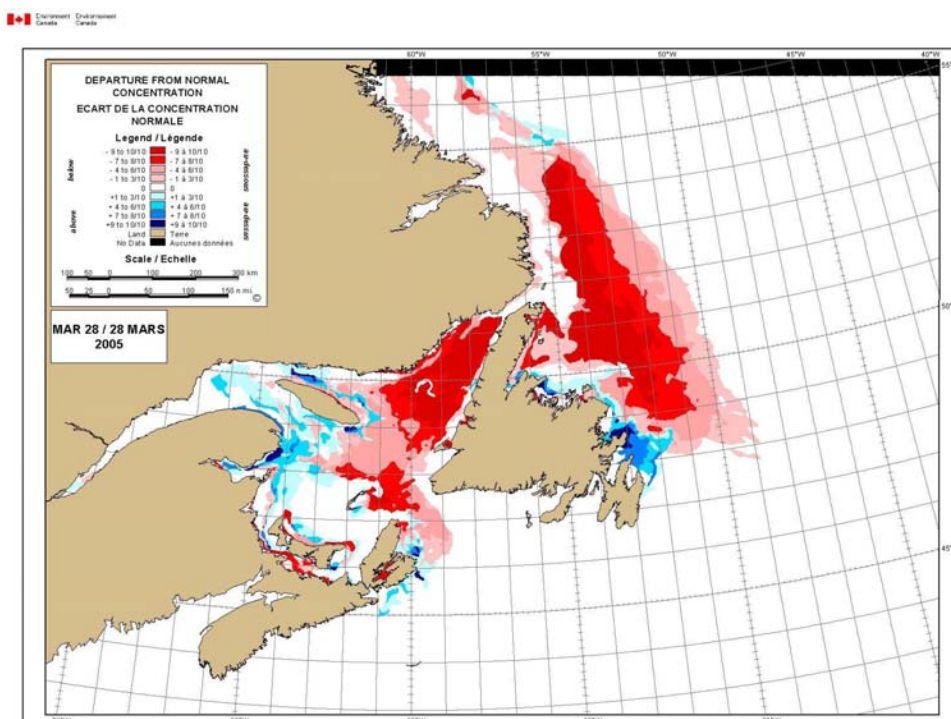 Environment Environnement
Canada Canada
60°W 55°W 50°W 45°W 40°W
55°
DEPARTURE FROM NORMAL
CONCENTRATION
ECART DE LA CONCENTRATION
NORMALE
Legend / Légende
- 9 to 10/10 - 9 à 10/10
- 7 to 8/10 - 7 à 8/10
- 4 to 6/10 - 4 à 6/10
- 1 to 3/10 - 1 à 3/10
0 0
+1 to 3/10 +1 à 3/10
+ 4 to 6/10 + 4 à 6/10
+ 7 to 8/10 + 7 à 8/10
+9 to 10/10 +9 à 10/10
below
above
Land Terre
No Data Aucunes données
Scale / Echelle
100 50 0 100 200 300 km
50 25 0 50 100 150 n.mi.
©
MAR 28 / 28 MARS
2005
50°
45°